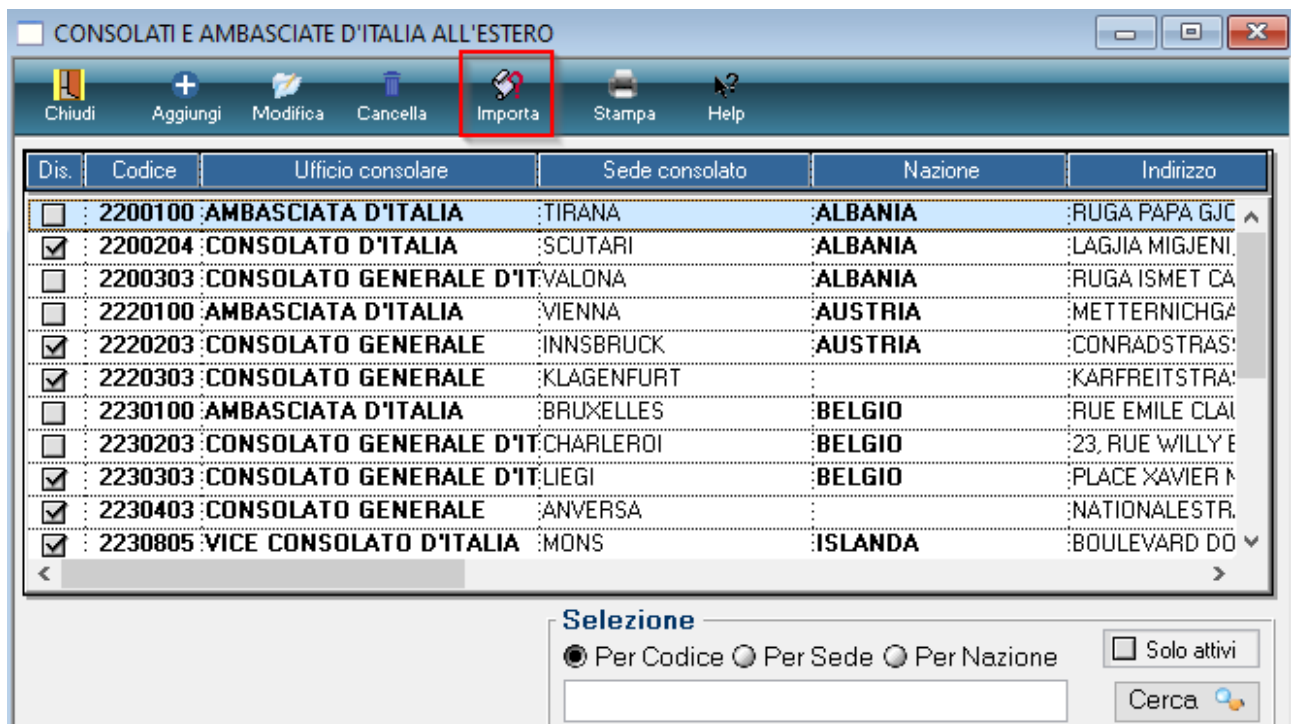 CONSOLATI E AMBASCIATE D'ITALIA ALL'ESTERO
Chiudi Aggiungi Modifica Cancella Importa Stampa Help
Dis. Codice Ufficio consolare Sede consolato Nazione Indirizzo
2200100 AMBASCIATA D'ITALIA TIRANA ALBANIA RUGA PAPA GJO
2200204 CONSOLATO D'ITALIA SCUTARI ALBANIA LAGJIA MIGJENI,
2200303 CONSOLATO GENERALE D'IT VALONA ALBANIA RUGA ISMET CA
2220100 AMBASCIATA D'ITALIA VIENNA AUSTRIA METTERNICHGA
2220203 CONSOLATO GENERALE INNSBRUCK AUSTRIA CONRADSTRAS
2220303 CONSOLATO GENERALE KLAGENFURT KARFREITSTRA
2230100 AMBASCIATA D'ITALIA BRUXELLES BELGIO RUE EMILE CLAU
2230203 CONSOLATO GENERALE D'IT CHARLEROI BELGIO 23, RUE WILLY E
2230303 CONSOLATO GENERALE D'IT LIEGI BELGIO PLACE XAVIER
2230403 CONSOLATO GENERALE ANVERSA NATIONALESTR
2230805 VICE CONSOLATO D'ITALIA MONS ISLANDA BOULEVARD DO
Selezione
Per Codice Per Sede Per Nazione Solo attivi
Cerca